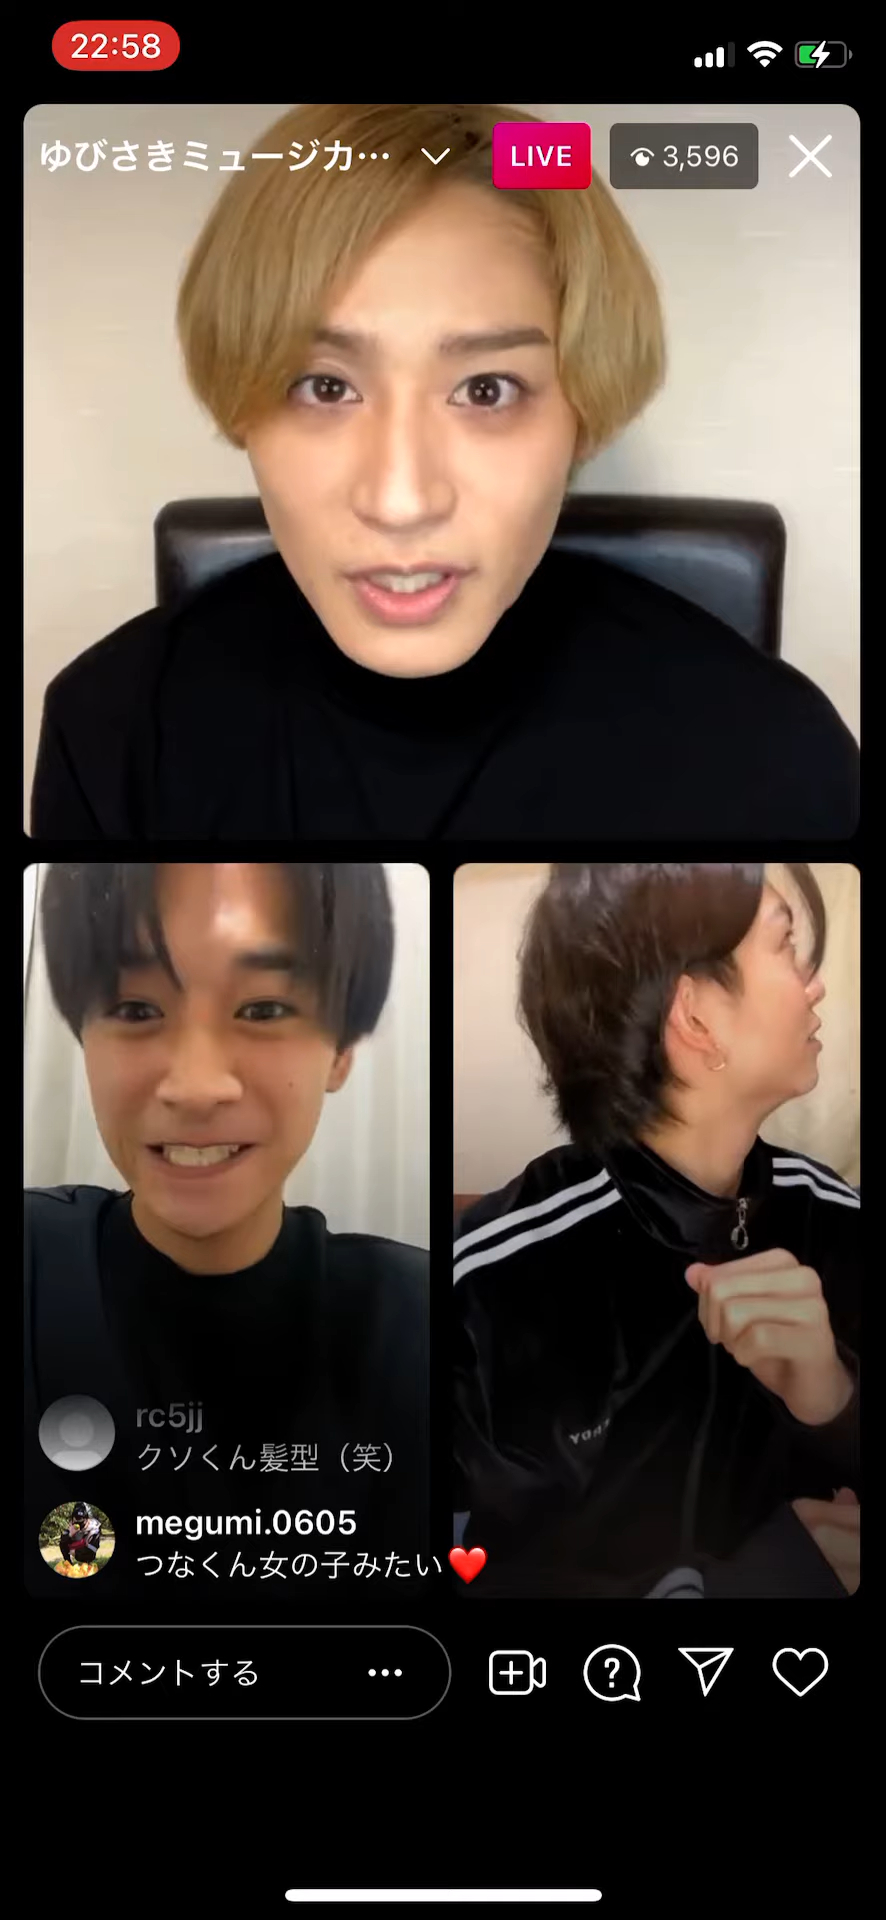 22:58
ゆびさきミュージカ…
LIVE
3,596
rc5jj
クソくん髪型（笑）
megumi.0605
つなくん女の子みたい❤️
コメントする